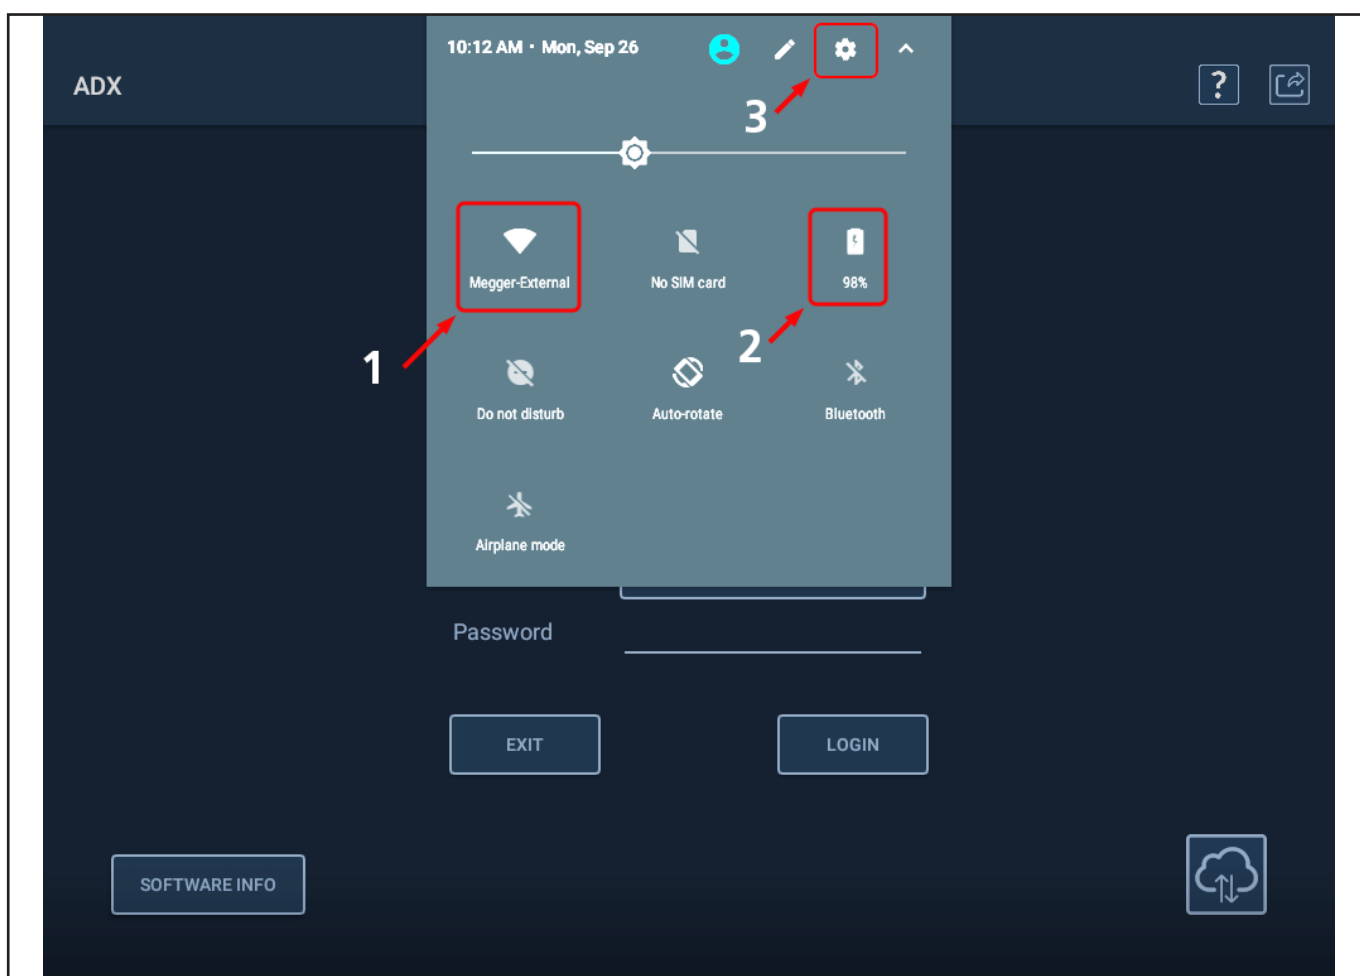 10:12 AM • Mon, Sep 26
ADX
?
3
Megger-External
No SIM card
98%
1
2
Do not disturb
Auto-rotate
Bluetooth
Airplane mode
Password
EXIT
LOGIN
SOFTWARE INFO